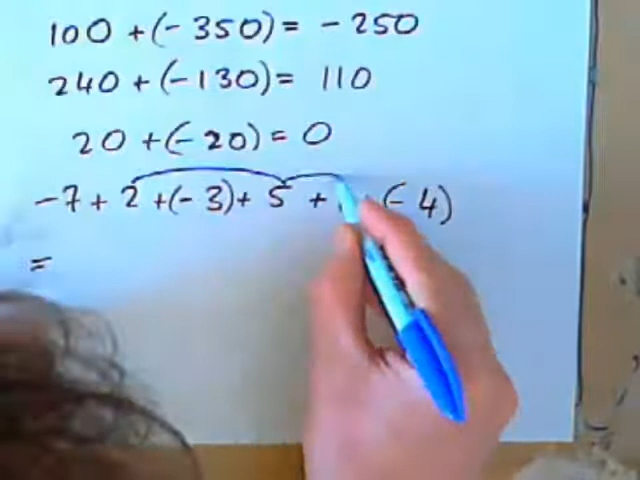 100 + (-350) = -250
240 + (-130) = 110
20 + (-20) = 0
-7 + 2 + (-3) + 5 + (-4)
=